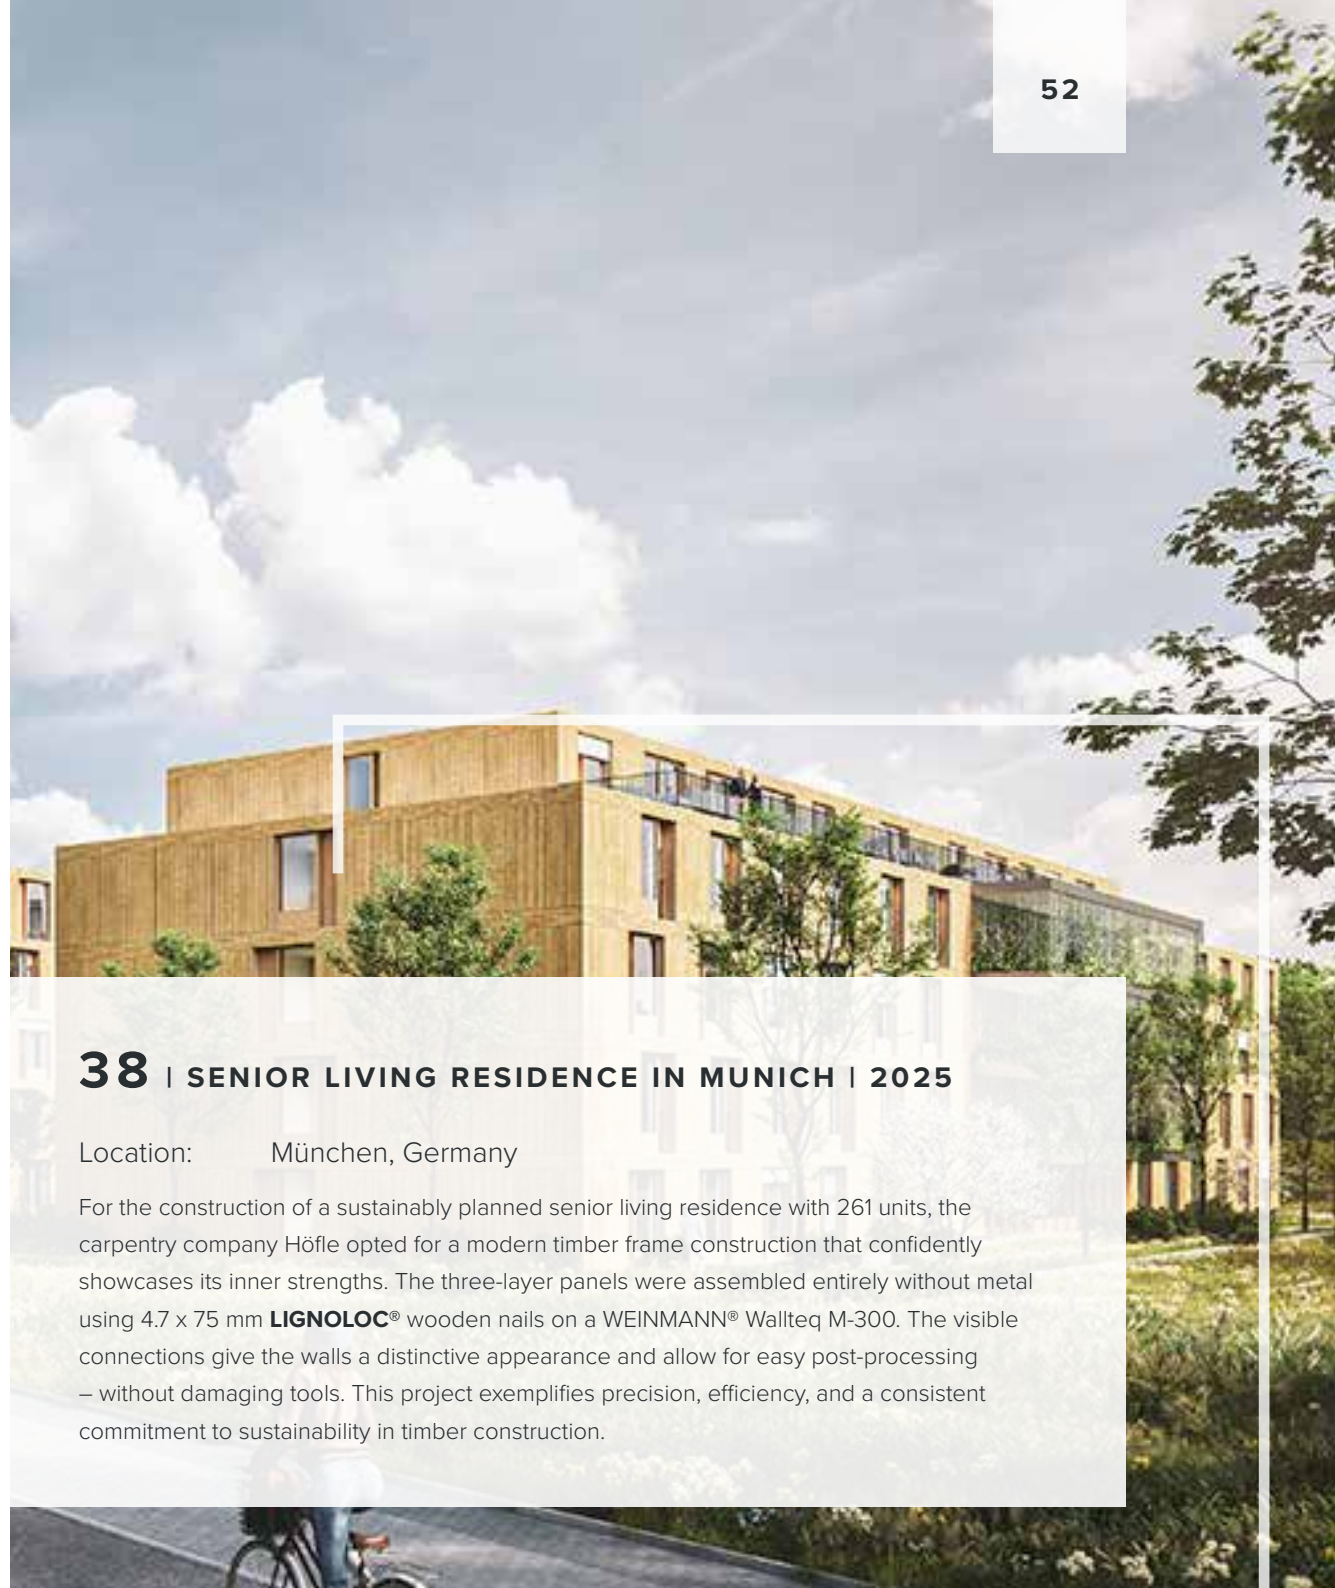 52
38 | SENIOR LIVING RESIDENCE IN MUNICH | 2025
Location: München, Germany
For the construction of a sustainably planned senior living residence with 261 units, the
carpentry company Höfle opted for a modern timber frame construction that confidently
showcases its inner strengths. The three-layer panels were assembled entirely without metal
using 4.7 x 75 mm LIGNOLOC® wooden nails on a WEINMANN® Wallteq M-300. The visible
connections give the walls a distinctive appearance and allow for easy post-processing
– without damaging tools. This project exemplifies precision, efficiency, and a consistent
commitment to sustainability in timber construction.